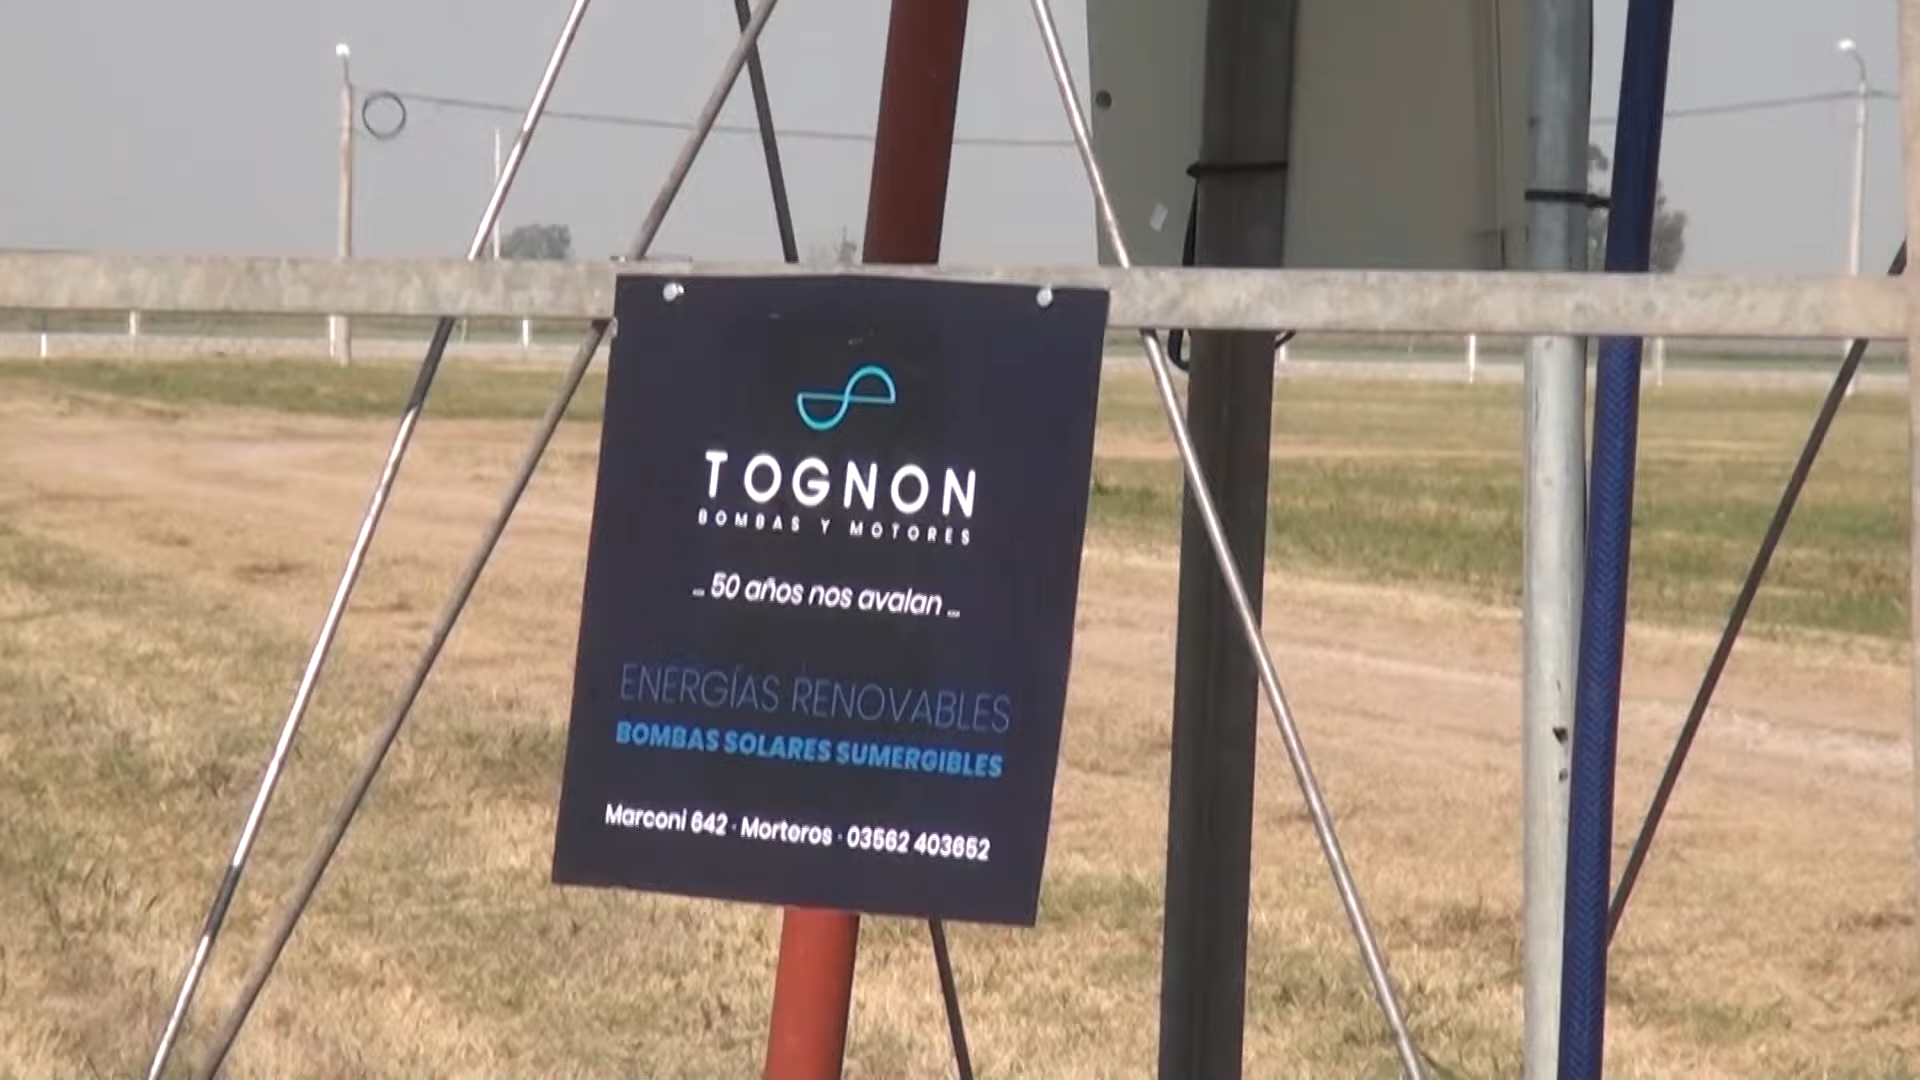 TOGNON
BOMBAS Y MOTORES
... 50 años nos avalan ...
ENERGÍAS RENOVABLES
BOMBAS SOLARES SUMERGIBLES
Marconi 642 · Morteros · 03562 403652